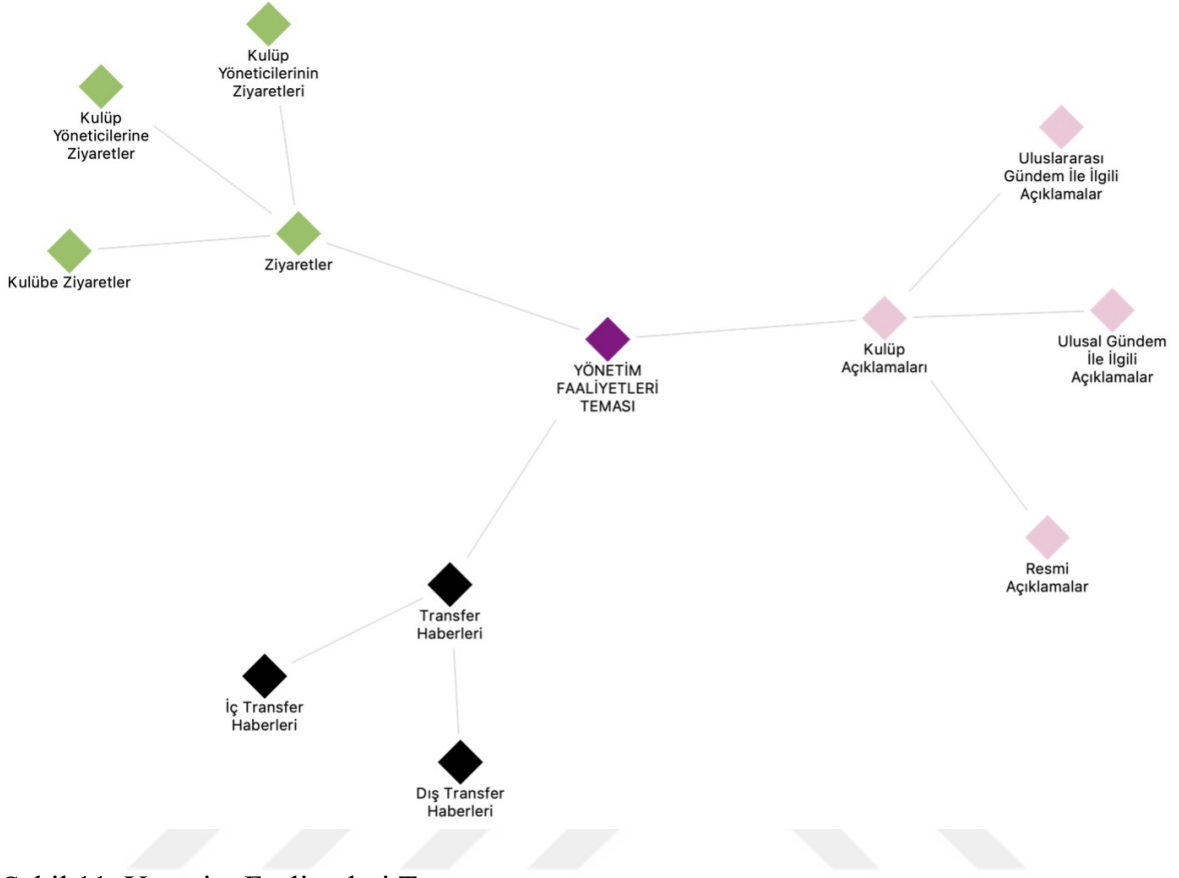 Kulüp
Yöneticilerinin
Ziyaretleri
Kulüp
Yöneticilerine
Ziyaretler
Kulübe Ziyaretler
Ziyaretler
Uluslararası
Gündem İle İlgili
Açıklamalar
Ulusal Gündem
İle İlgili
Açıklamalar
Kulüp
Açıklamaları
YÖNETİM
FAALİYETLERİ
TEMASI
Resmi
Açıklamalar
Transfer
Haberleri
İç Transfer
Haberleri
Dış Transfer
Haberleri